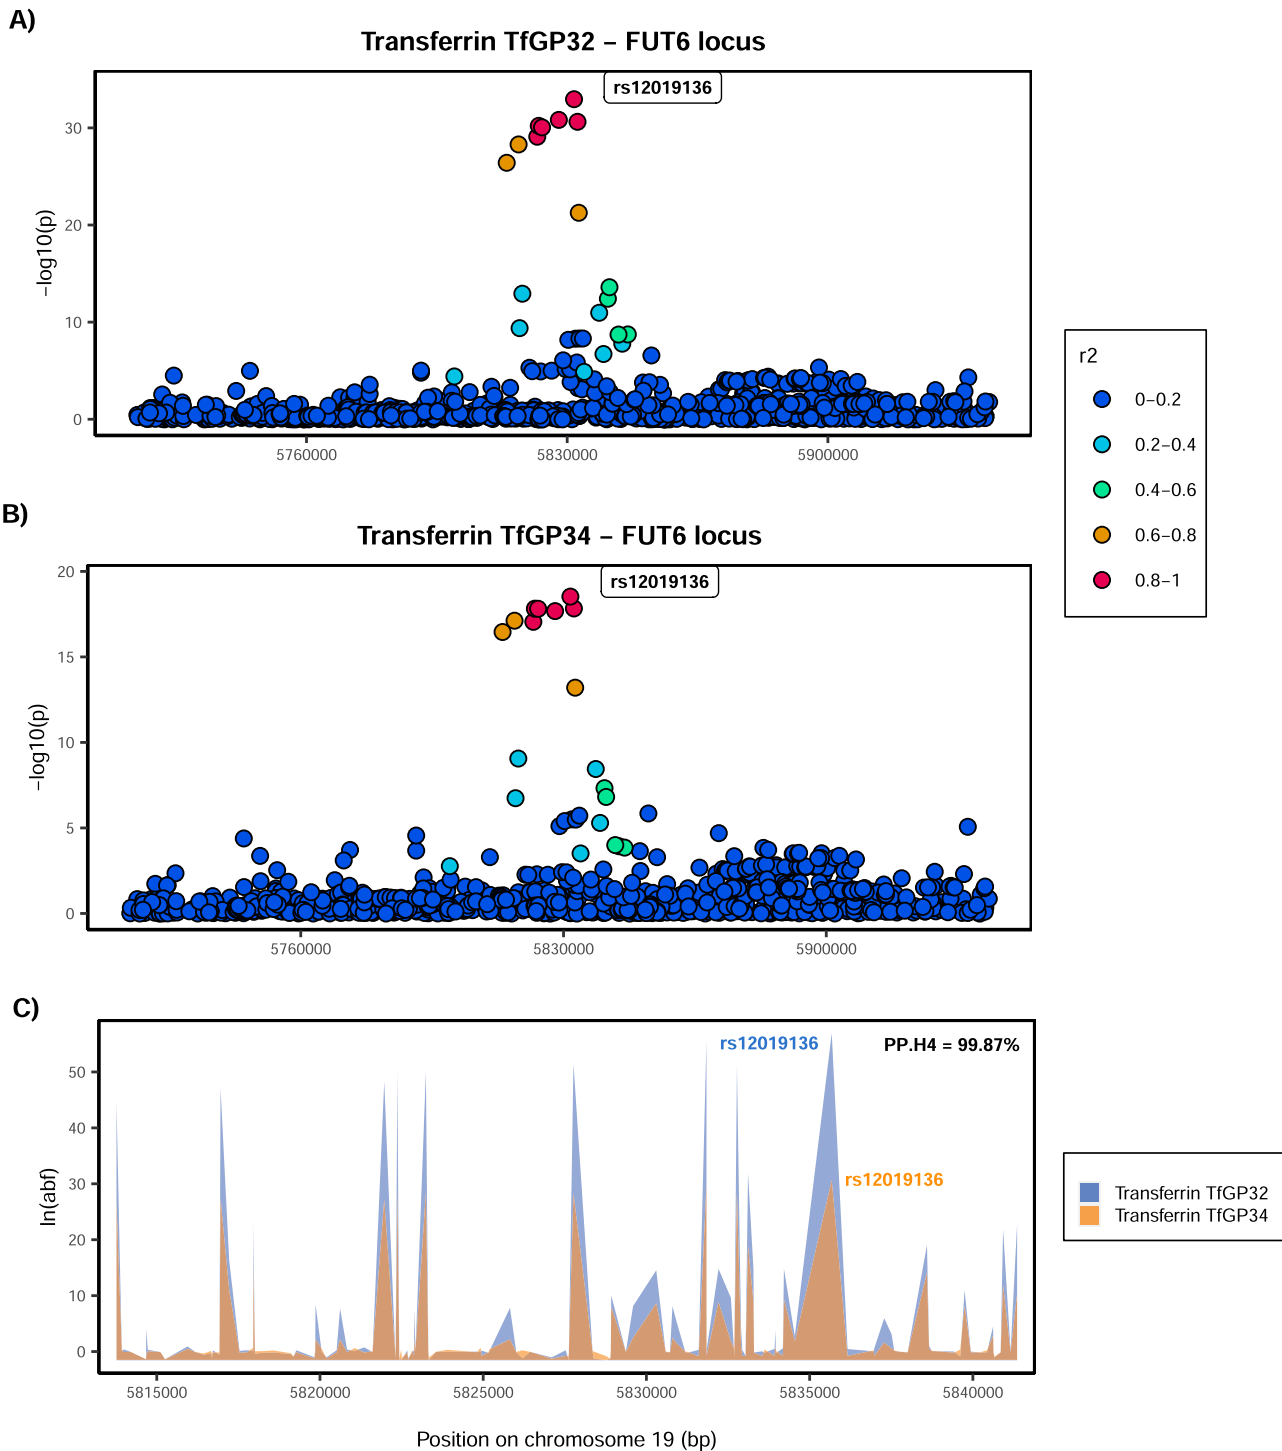 A)
Transferrin TfGP32 – FUT6 locus
rs12019136
−log10(p)
30
20
10
0
5760000 5830000 5900000
r2
0−0.2
0.2−0.4
0.4−0.6
0.6−0.8
0.8−1
B)
Transferrin TfGP34 – FUT6 locus
rs12019136
−log10(p)
20
15
10
5
0
5760000 5830000 5900000
C)
rs12019136
PP.H4 = 99.87%
rs12019136
ln(abf)
50
40
30
20
10
0
5815000 5820000 5825000 5830000 5835000 5840000
Position on chromosome 19 (bp)
Transferrin TfGP32
Transferrin TfGP34